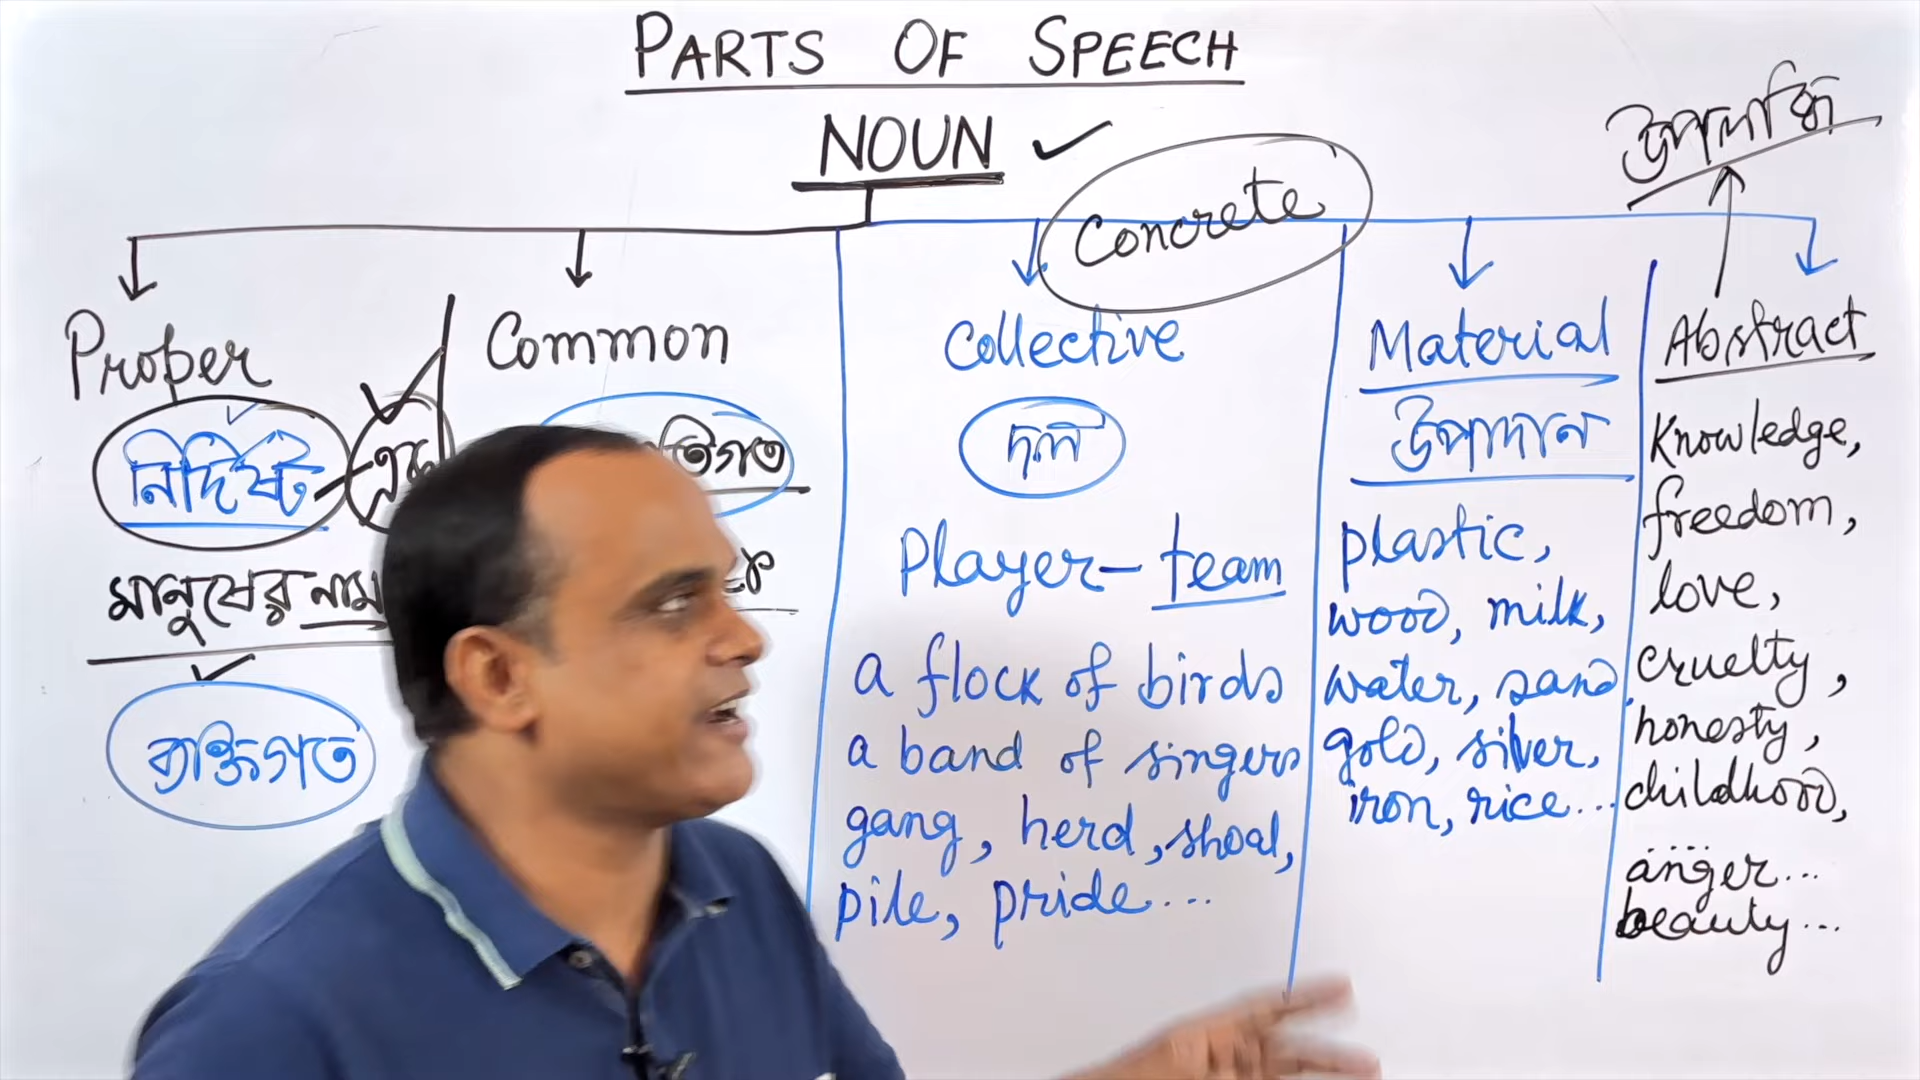 PARTS OF SPEECH
NOUN
Concrete
উপলব্ধি
Proper
নির্দিষ্ট
মানুষের নাম
ব্যক্তিগত
Common
Collective
দল
Player - team
a flock of birds
a band of singers
gang, herd, shoal,
pile, pride...
Material
উপাদান
plastic,
wood, milk,
water, sand,
gold, silver,
iron, rice...
Abstract
Knowledge,
freedom,
love,
cruelty,
honesty,
childhood,
anger...
beauty...